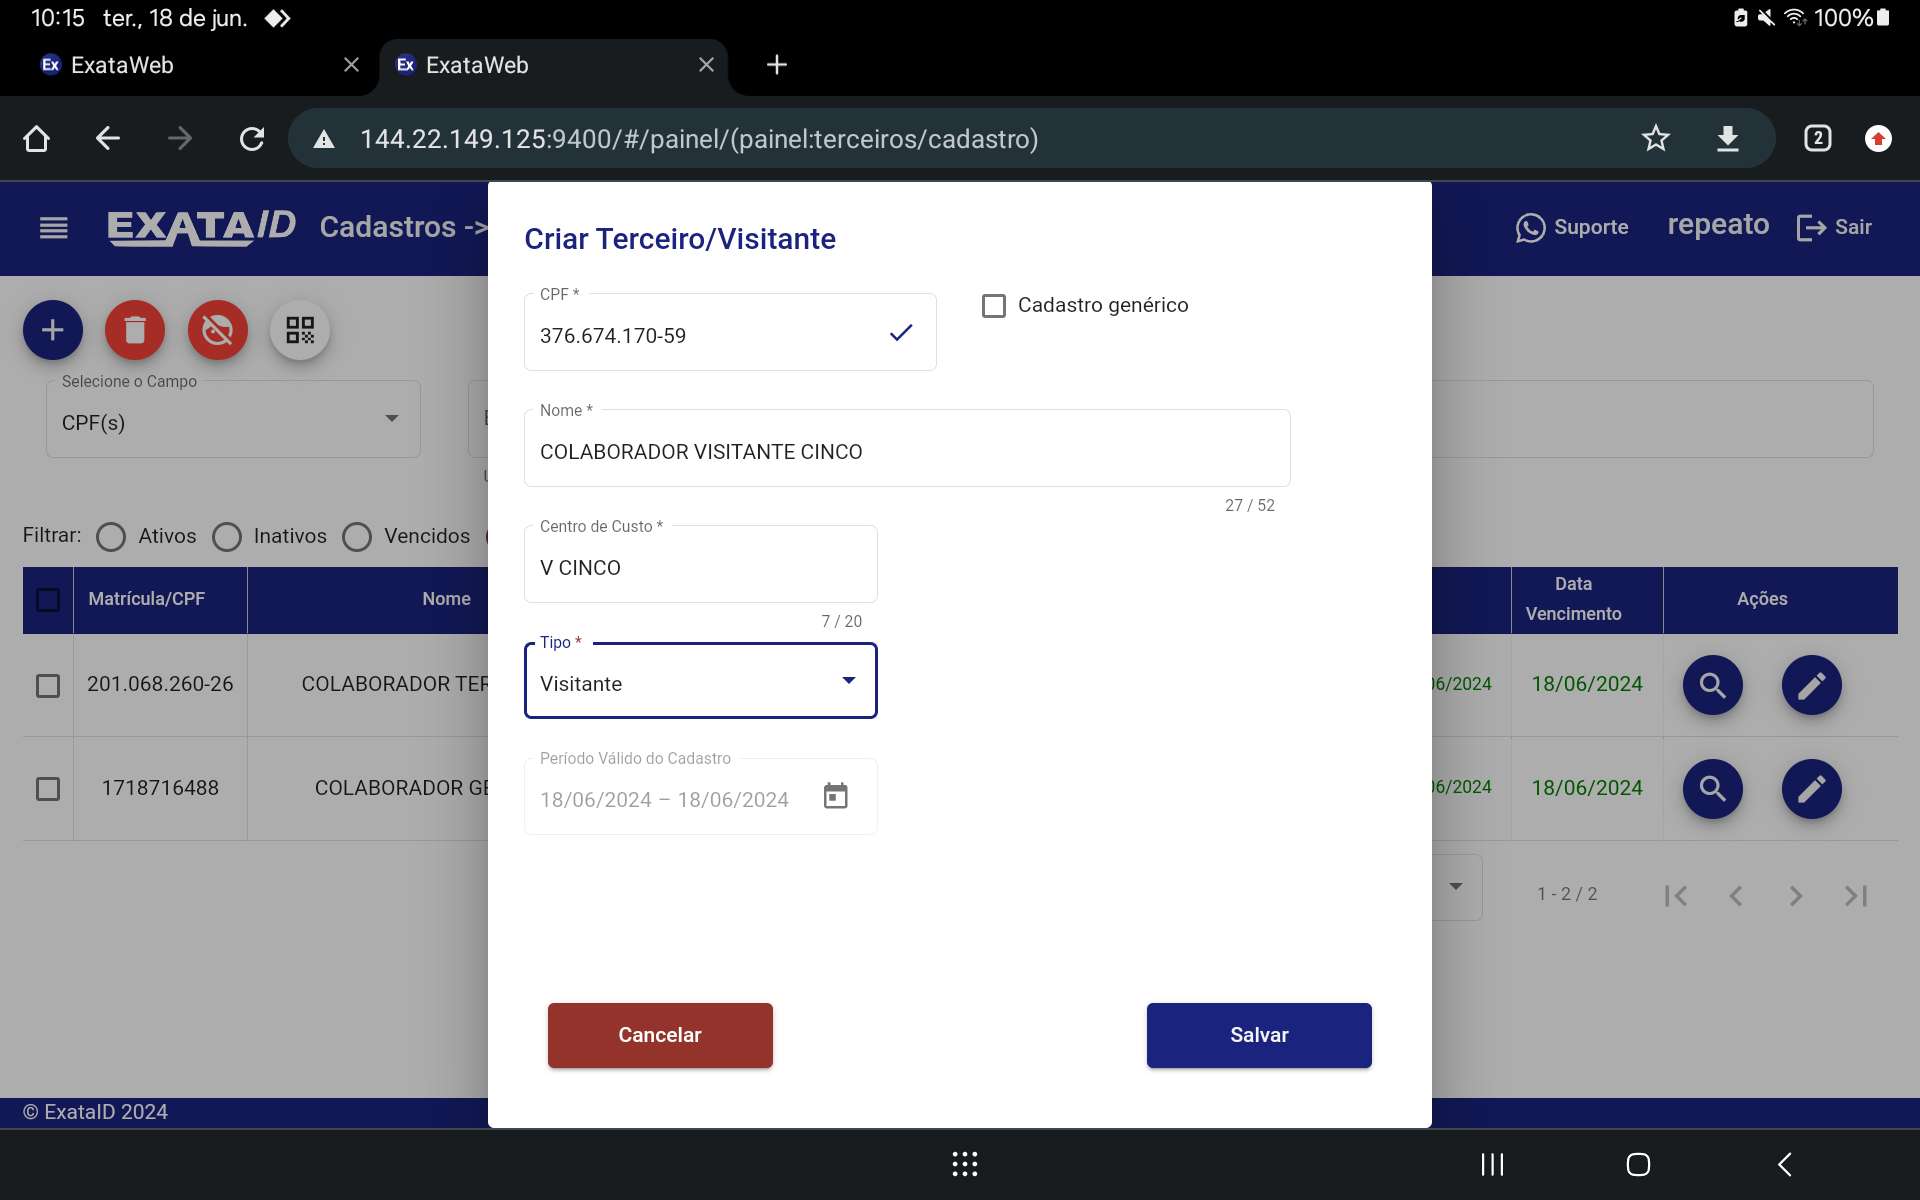 10:15 ter., 18 de jun. 100%
Ex ExataWeb
Ex ExataWeb
144.22.149.125:9400/#/painel/(painel:terceiros/cadastro)
2
EXATAID Cadastros ->
Suporte repeato Sair
Criar Terceiro/Visitante
CPF *
376.674.170-59
Cadastro genérico
Selecione o Campo
CPF(s)
Nome *
COLABORADOR VISITANTE CINCO
27 / 52
Filtrar: Ativos Inativos Vencidos
Centro de Custo *
V CINCO
7 / 20
Matrícula/CPF Nome Data Vencimento Ações
Tipo *
Visitante
201.068.260-26 COLABORADOR TER 06/2024 18/06/2024
Período Válido do Cadastro
18/06/2024 – 18/06/2024
1718716488 COLABORADOR GE 06/2024 18/06/2024
1 - 2 / 2
Cancelar Salvar
© ExataID 2024